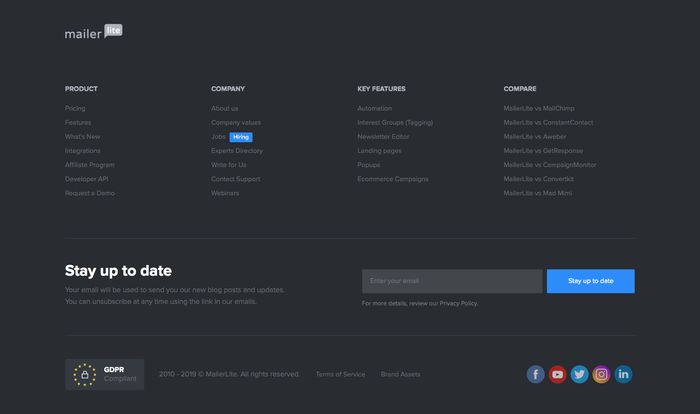 mailer lite
PRODUCT
Pricing
Features
What's New
Integrations
Affiliate Program
Developer API
Request a Demo
COMPANY
About us
Company values
Jobs Hiring
Experts Directory
Write for Us
Contact Support
Webinars
KEY FEATURES
Automation
Interest Groups (Tagging)
Newsletter Editor
Landing pages
Popups
Ecommerce Campaigns
COMPARE
MailerLite vs MailChimp
MailerLite vs ConstantContact
MailerLite vs Aweber
MailerLite vs GetResponse
MailerLite vs CampaignMonitor
MailerLite vs Convertkit
MailerLite vs Mad Mimi
Stay up to date
Your email will be used to send you our new blog posts and updates.
You can unsubscribe at any time using the link in our emails.
Enter your email
Stay up to date
For more details, review our Privacy Policy.
GDPR
Compliant
2010 - 2019 © MailerLite. All rights reserved.
Terms of Service
Brand Assets